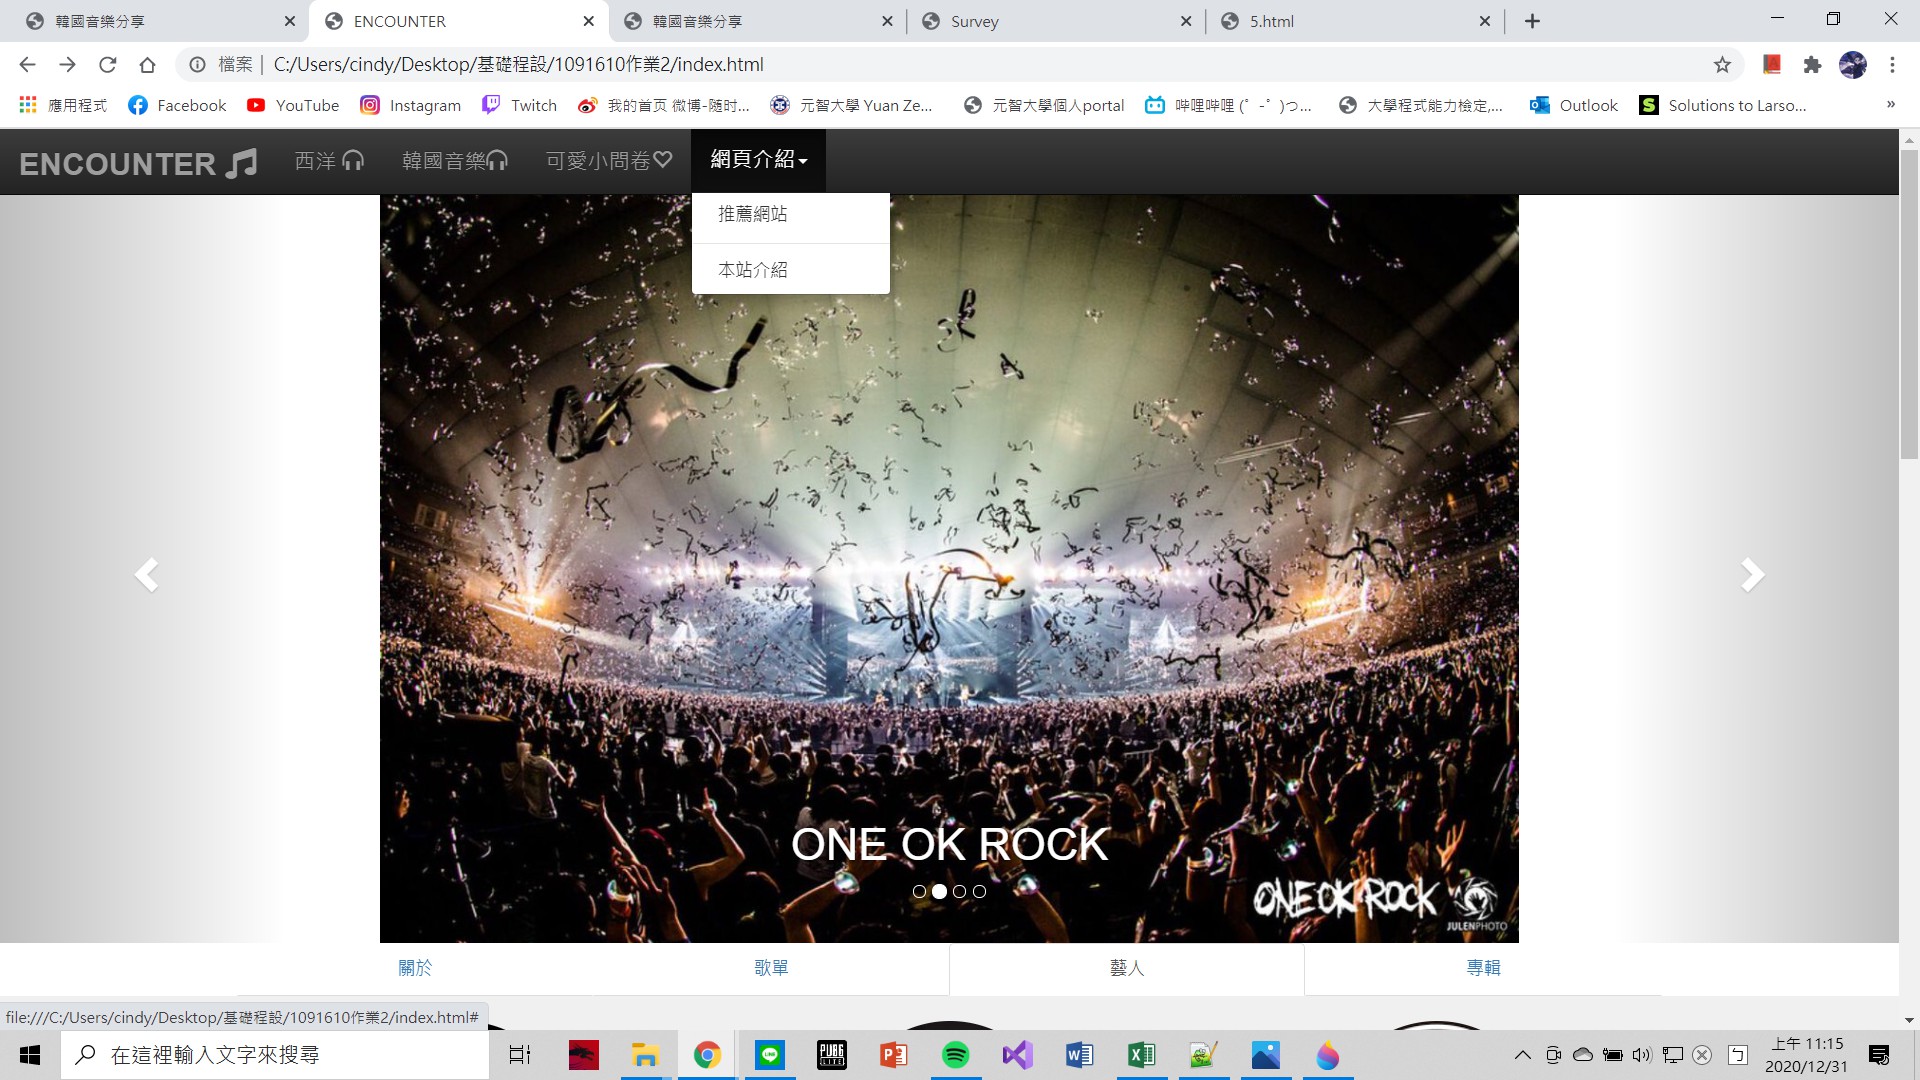 韓國音樂分享
ENCOUNTER
韓國音樂分享
Survey
5.html
檔案
C:/Users/cindy/Desktop/基礎程設/1091610作業2/index.html
應用程式
Facebook
YouTube
Instagram
Twitch
我的首页 微博-随时...
元智大學 Yuan Ze...
元智大學個人portal
哔哩哔哩 (゜-゜)つ...
大學程式能力檢定,...
Outlook
Solutions to Larso...
»
ENCOUNTER
西洋
韓國音樂
可愛小問卷
網頁介紹
推薦網站
本站介紹
ONE OK ROCK
ONE OK ROCK
JULENPHOTO
關於
歌單
藝人
專輯
file:///C:/Users/cindy/Desktop/基礎程設/1091610作業2/index.html#
在這裡輸入文字來搜尋
LINE
PUBG
LITE
上午 11:15
2020/12/31